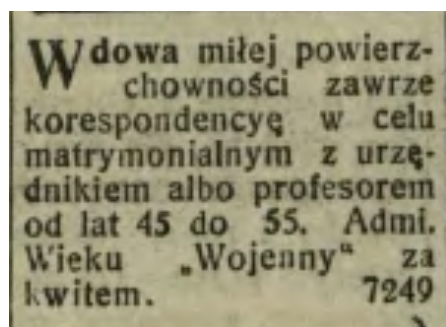 Wdowa miłej powierz-
chowności zawrze
korespondencyę w celu
matrymonialnym z urzę-
dnikiem albo profesorem
od lat 45 do 55. Admi.
Wieku „Wojenny“ za
kwitem. 7249